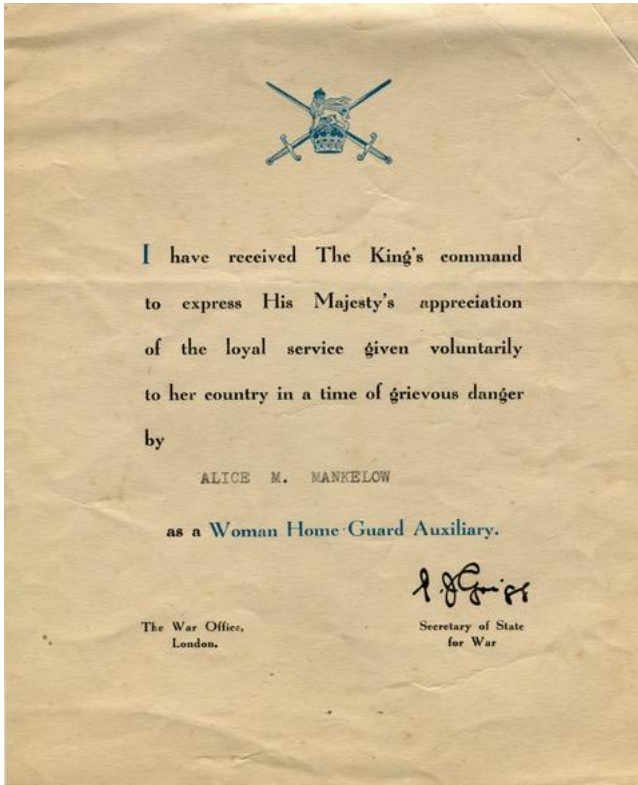 I have received The King's command
to express His Majesty's appreciation
of the loyal service given voluntarily
to her country in a time of grievous danger
by
ALICE M. MANKELOW
as a Woman Home Guard Auxiliary.
P. J. Grigg
The War Office,
London.
Secretary of State
for War